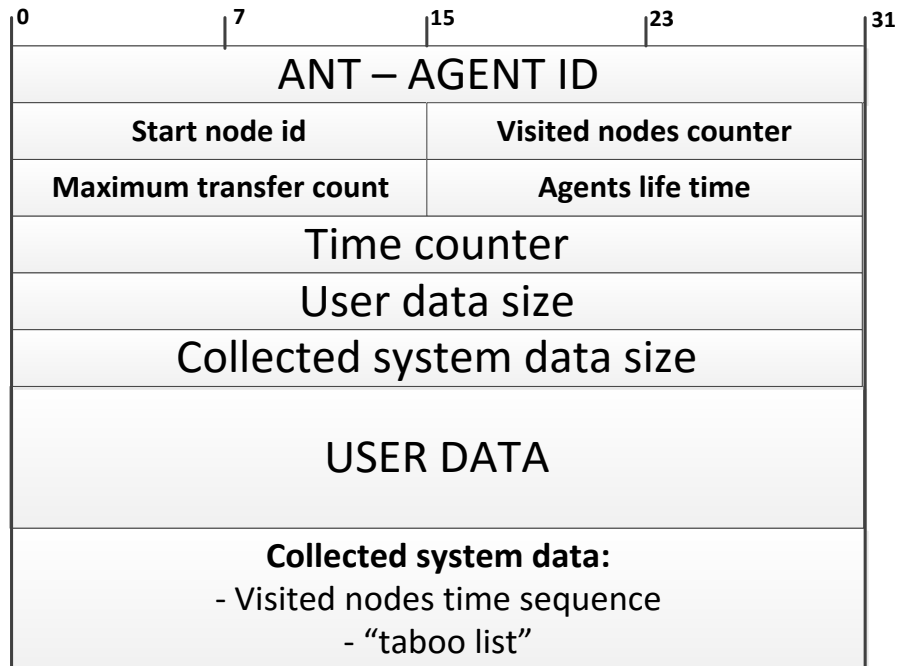 0 7 15 23 31
ANT – AGENT ID
Start node id Visited nodes counter
Maximum transfer count Agents life time
Time counter
User data size
Collected system data size
USER DATA
Collected system data:
- Visited nodes time sequence
- “taboo list”